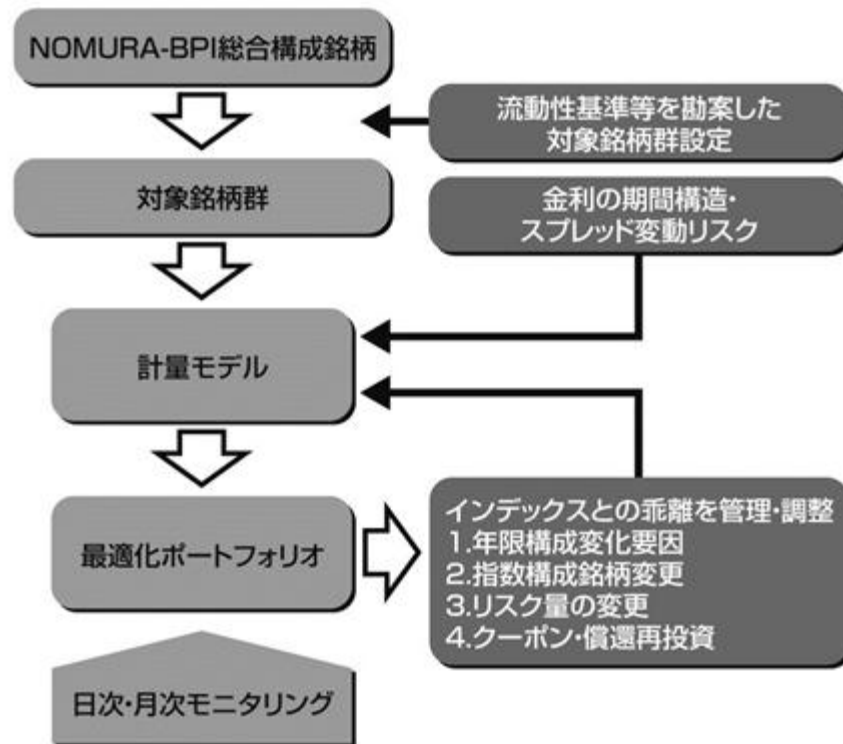 NOMURA-BPI総合構成銘柄
流動性基準等を勘案した
対象銘柄群設定
対象銘柄群
金利の期間構造・
スプレッド変動リスク
計量モデル
最適化ポートフォリオ
インデックスとの乖離を管理・調整
1.年限構成変化要因
2.指数構成銘柄変更
3.リスク量の変更
4.クーポン・償還再投資
日次・月次モニタリング